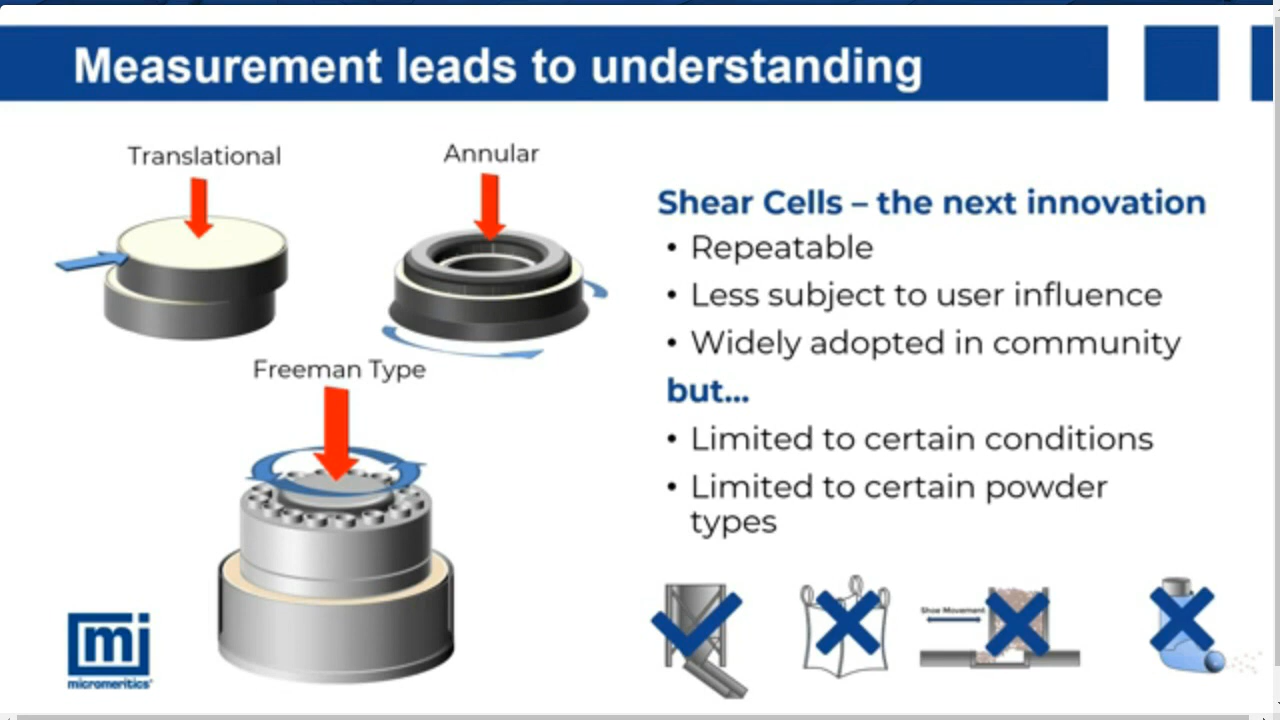 Measurement leads to understanding
Translational
Annular
Freeman Type
Shear Cells – the next innovation
• Repeatable
• Less subject to user influence
• Widely adopted in community
but...
• Limited to certain conditions
• Limited to certain powder
types
Shoe Movement
mi
micromeritics®